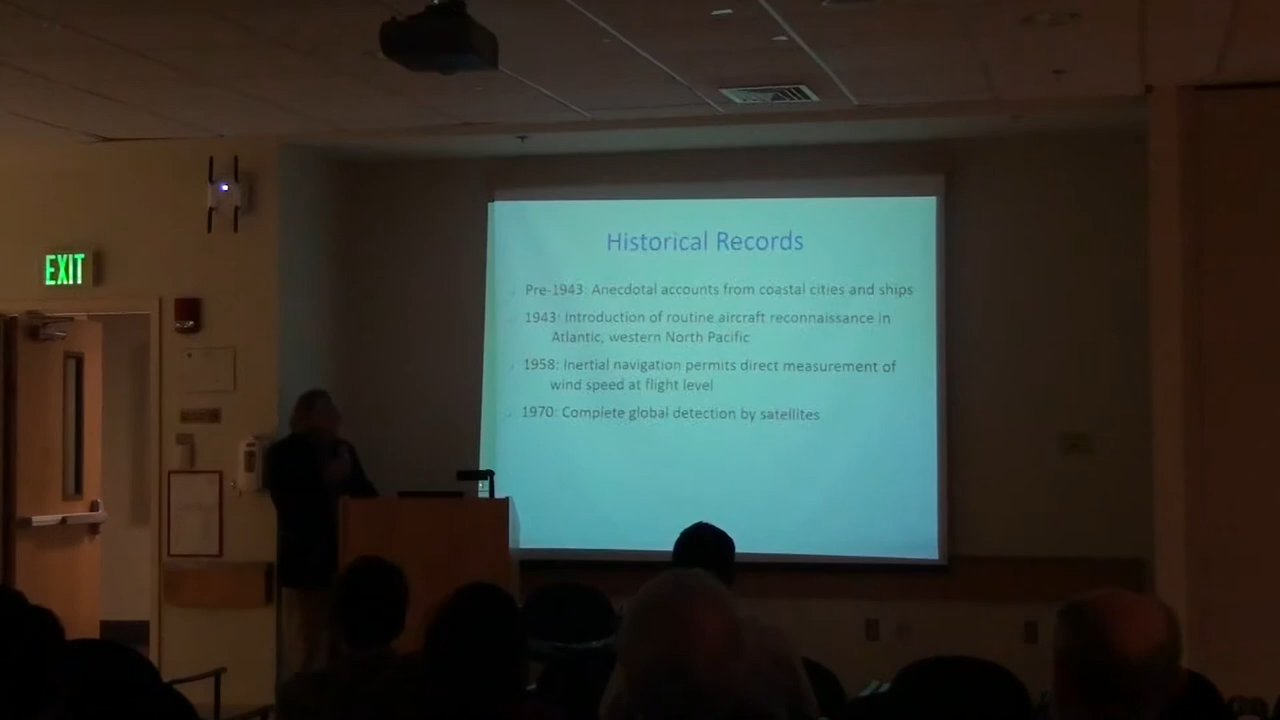 EXIT
Historical Records
Pre-1943: Anecdotal accounts from coastal cities and ships
1943: Introduction of routine aircraft reconnaissance in
Atlantic, western North Pacific
1958: Inertial navigation permits direct measurement of
wind speed at flight level
1970: Complete global detection by satellites